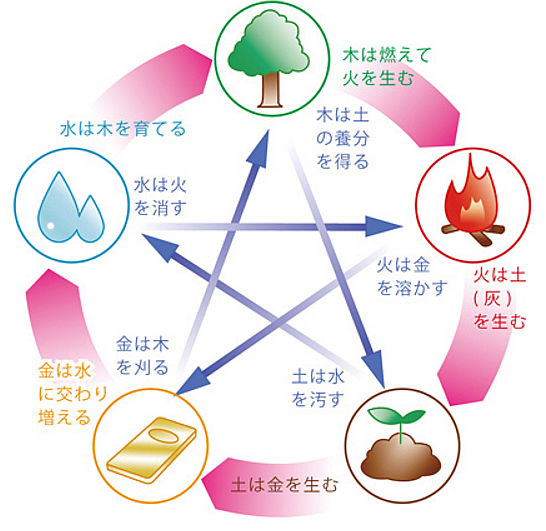 木は燃えて
火を生む
木は土
の養分
を得る
水は木を育てる
水は火
を消す
火は金
を溶かす
火は土
(灰)
を生む
金は木
を刈る
金は水
に交わり
増える
土は水
を汚す
土は金を生む